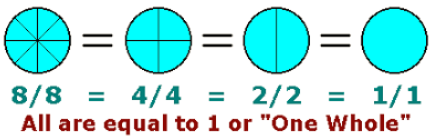 = = =
8/8 = 4/4 = 2/2 = 1/1
All are equal to 1 or "One Whole"